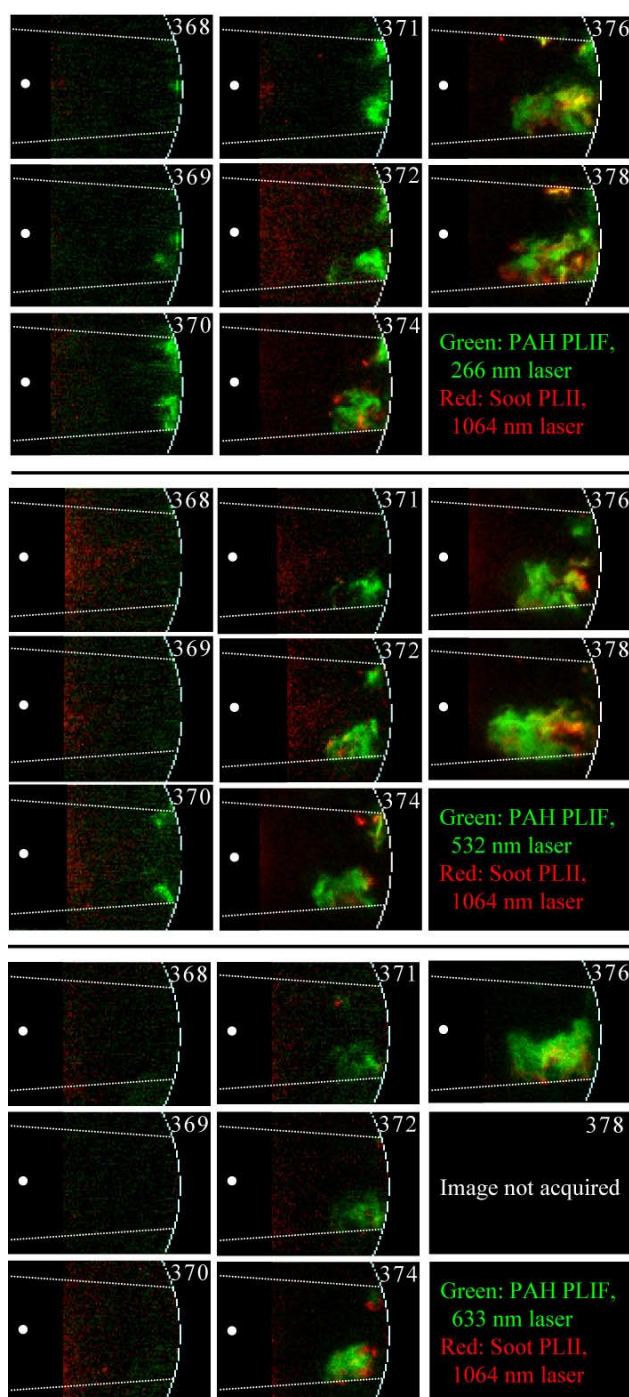 368
371
376
369
372
378
370
374
Green: PAH PLIF,
266 nm laser
Red: Soot PLII,
1064 nm laser
368
371
376
369
372
378
370
374
Green: PAH PLIF,
532 nm laser
Red: Soot PLII,
1064 nm laser
368
371
376
369
372
378
Image not acquired
370
374
Green: PAH PLIF,
633 nm laser
Red: Soot PLII,
1064 nm laser